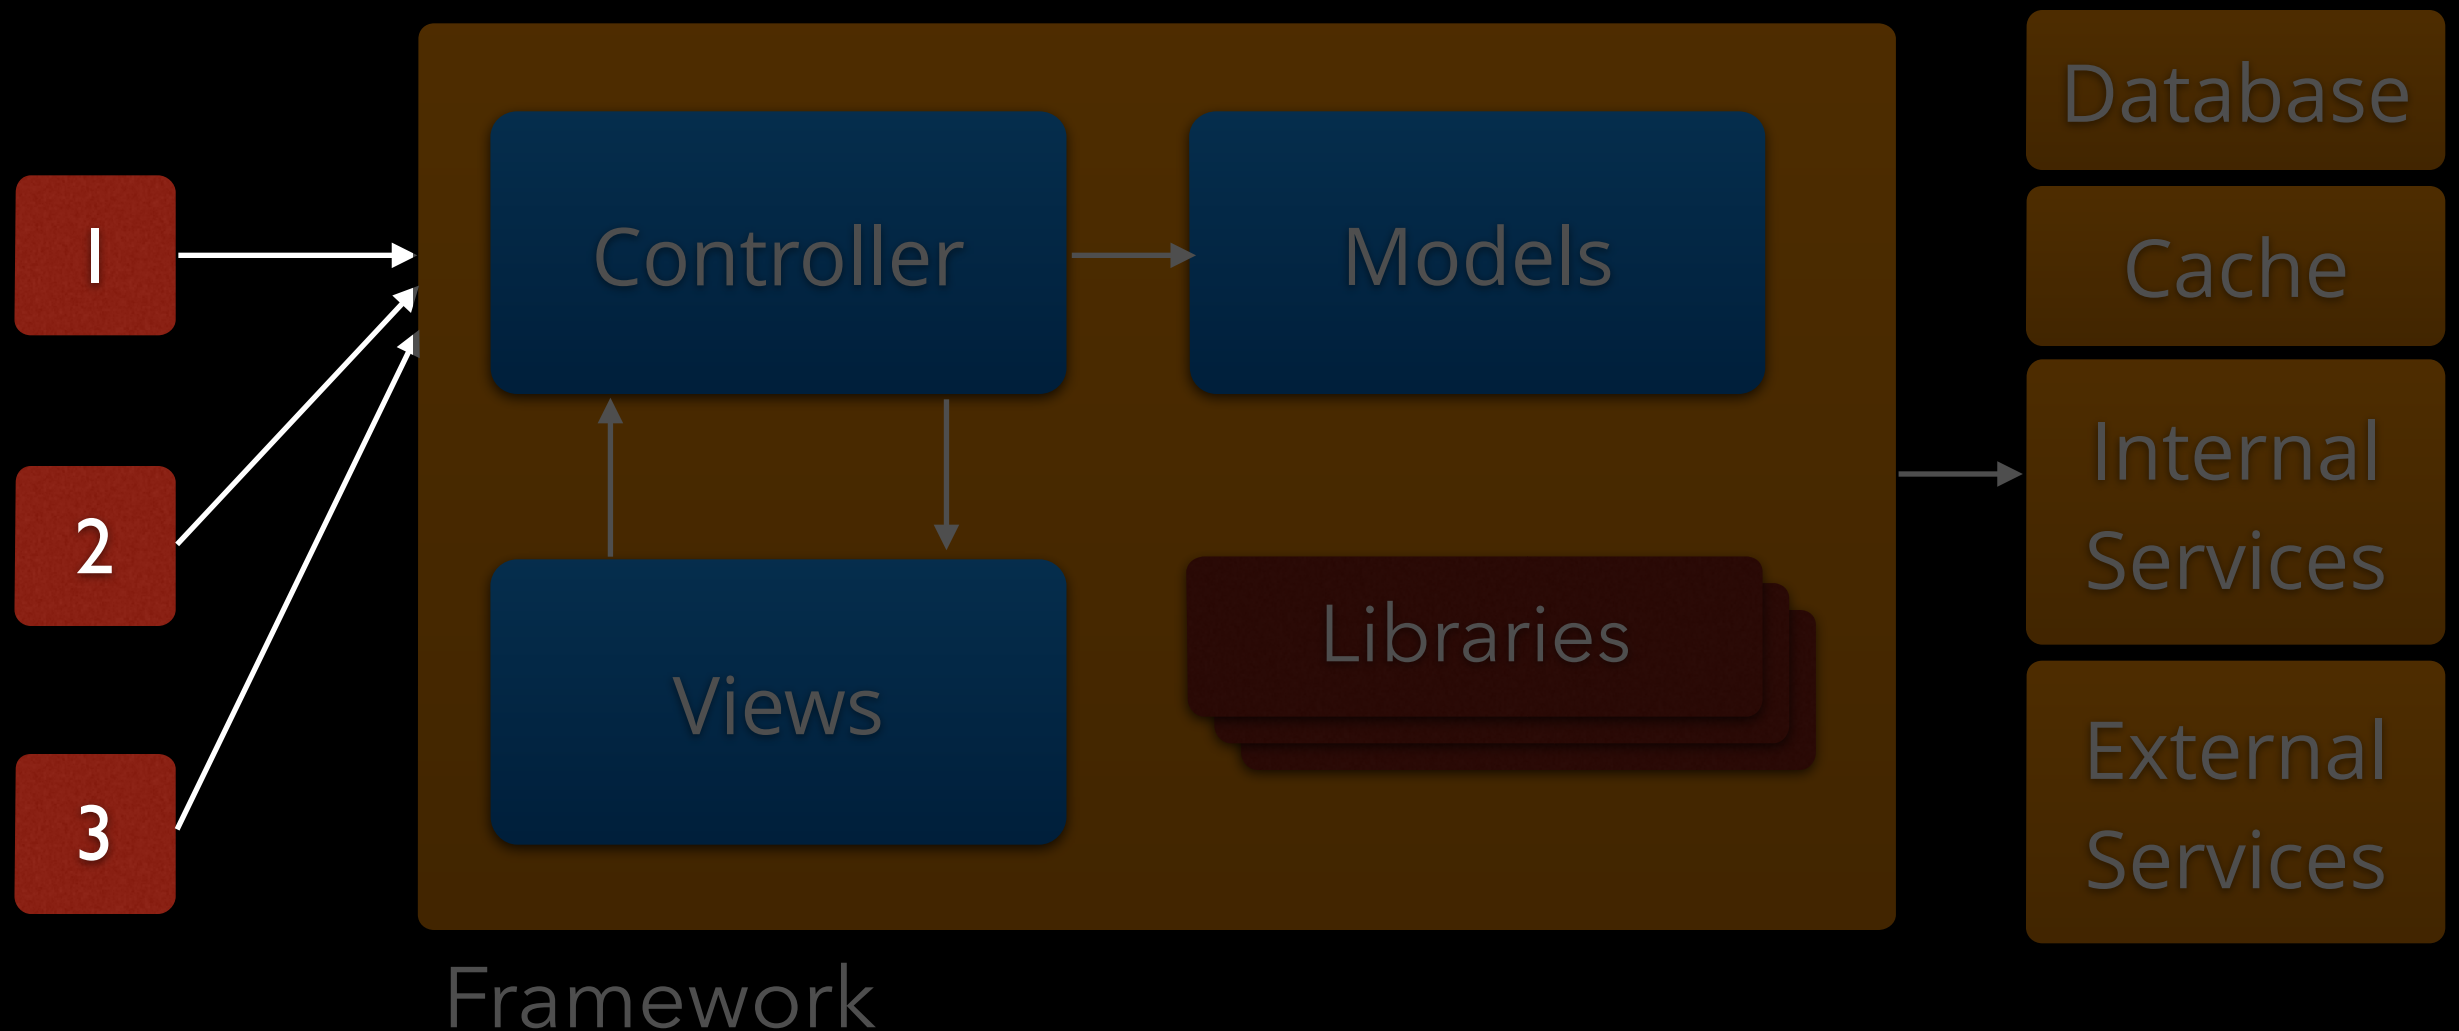 1
2
3
Controller
Models
Views
Libraries
Framework
Database
Cache
Internal
Services
External
Services